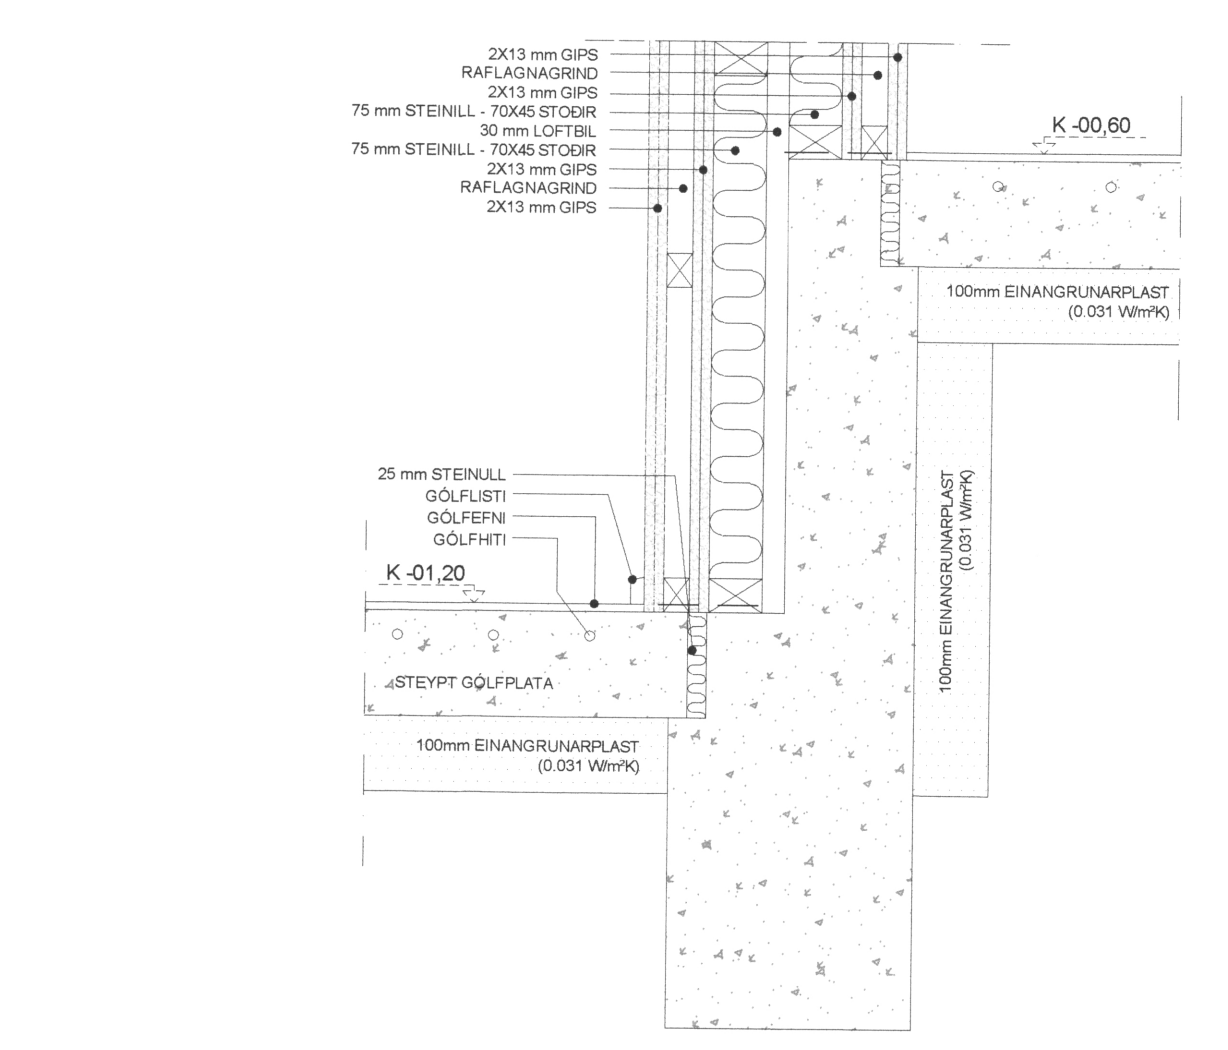 2X13 mm GIPS
RAFLAGNAGRIND
2X13 mm GIPS
75 mm STEINILL - 70X45 STOÐIR
30 mm LOFTBIL
75 mm STEINILL - 70X45 STOÐIR
2X13 mm GIPS
RAFLAGNAGRIND
2X13 mm GIPS
K -00,60
100mm EINANGRUNARPLAST
(0.031 W/m²K)
25 mm STEINULL
GÓLFLISTI
GÓLFEFNI
GÓLFHITI
K -01,20
100mm EINANGRUNARPLAST
(0.031 W/m²K)
STEYPT GÓLFPLATA
100mm EINANGRUNARPLAST
(0.031 W/m²K)